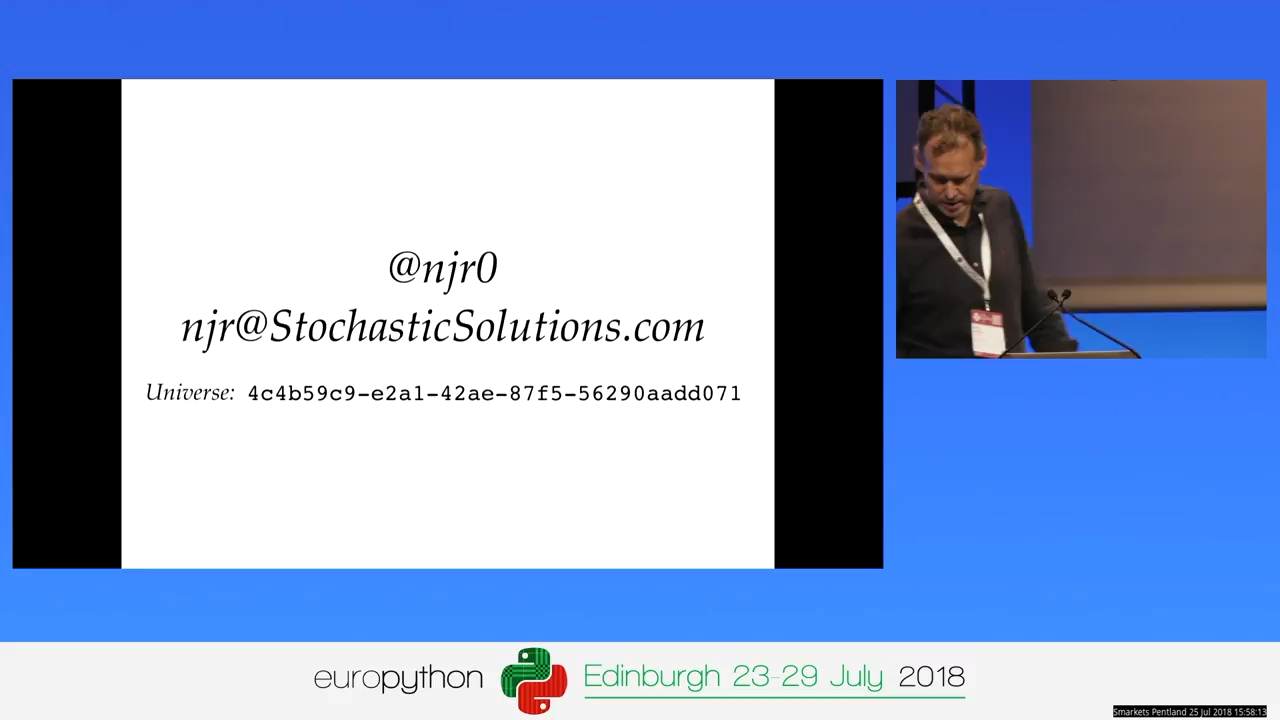 @njr0
njr@StochasticSolutions.com
Universe: 4c4b59c9-e2a1-42ae-87f5-56290aadd071
europython Edinburgh 23-29 July 2018
Smarkets Pentland 25 Jul 2018 15:58:13